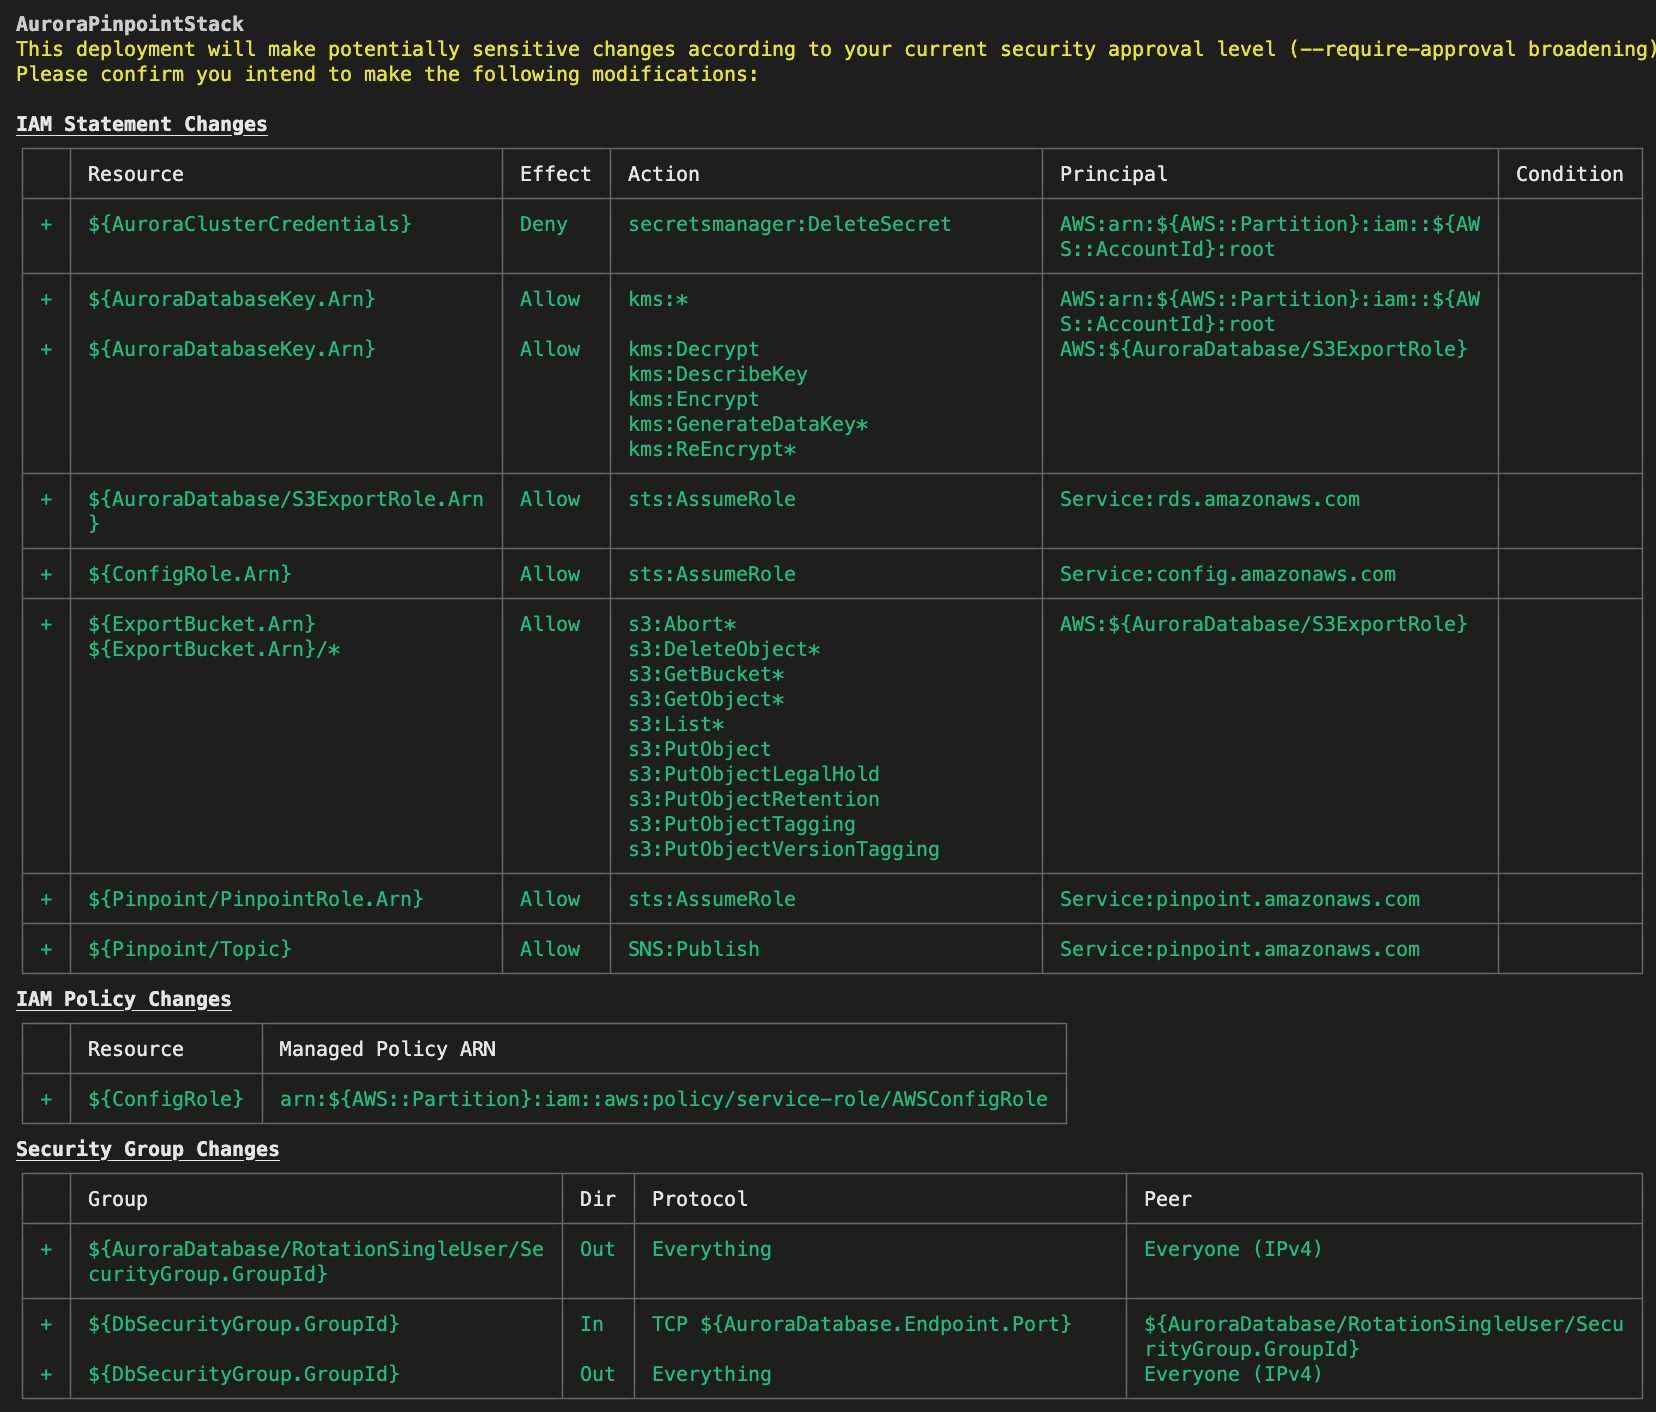 AuroraPinpointStack
This deployment will make potentially sensitive changes according to your current security approval level (--require-approval broadening)
Please confirm you intend to make the following modifications:
IAM Statement Changes
Resource Effect Action Principal Condition
+ ${AuroraClusterCredentials} Deny secretsmanager:DeleteSecret AWS:arn:${AWS::Partition}:iam::${AW
S::AccountId}:root
+ ${AuroraDatabaseKey.Arn} Allow kms:* AWS:arn:${AWS::Partition}:iam::${AW
S::AccountId}:root
+ ${AuroraDatabaseKey.Arn} Allow kms:Decrypt AWS:${AuroraDatabase/S3ExportRole}
kms:DescribeKey
kms:Encrypt
kms:GenerateDataKey*
kms:ReEncrypt*
+ ${AuroraDatabase/S3ExportRole.Arn Allow sts:AssumeRole Service:rds.amazonaws.com
}
+ ${ConfigRole.Arn} Allow sts:AssumeRole Service:config.amazonaws.com
+ ${ExportBucket.Arn} Allow s3:Abort* AWS:${AuroraDatabase/S3ExportRole}
${ExportBucket.Arn}/* s3:DeleteObject*
s3:GetBucket*
s3:GetObject*
s3:List*
s3:PutObject
s3:PutObjectLegalHold
s3:PutObjectRetention
s3:PutObjectTagging
s3:PutObjectVersionTagging
+ ${Pinpoint/PinpointRole.Arn} Allow sts:AssumeRole Service:pinpoint.amazonaws.com
+ ${Pinpoint/Topic} Allow SNS:Publish Service:pinpoint.amazonaws.com
IAM Policy Changes
Resource Managed Policy ARN
+ ${ConfigRole} arn:${AWS::Partition}:iam::aws:policy/service-role/AWSConfigRole
Security Group Changes
Group Dir Protocol Peer
+ ${AuroraDatabase/RotationSingleUser/Se Out Everything Everyone (IPv4)
curityGroup.GroupId}
+ ${DbSecurityGroup.GroupId} In TCP ${AuroraDatabase.Endpoint.Port} ${AuroraDatabase/RotationSingleUser/Secu
rityGroup.GroupId}
+ ${DbSecurityGroup.GroupId} Out Everything Everyone (IPv4)